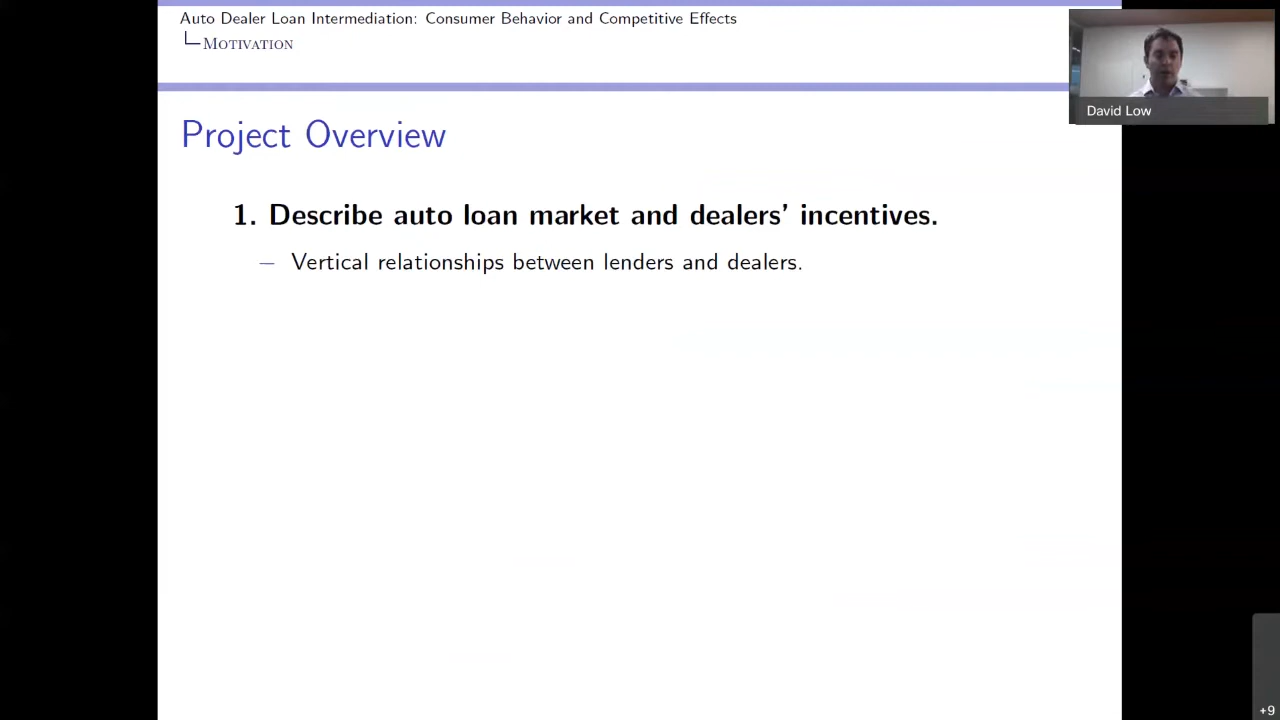 Auto Dealer Loan Intermediation: Consumer Behavior and Competitive Effects
Motivation
David Low
Project Overview
1. Describe auto loan market and dealers' incentives.
– Vertical relationships between lenders and dealers.
+9